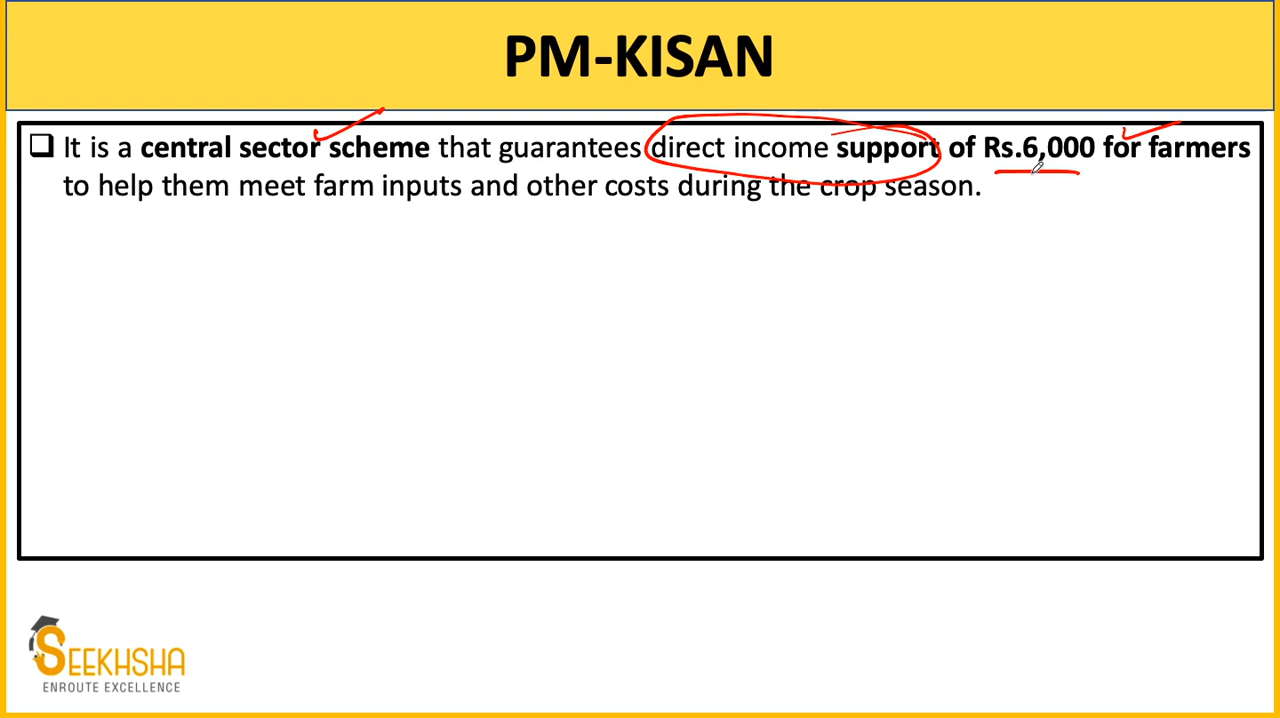 PM-KISAN
It is a central sector scheme that guarantees direct income support of Rs.6,000 for farmers
to help them meet farm inputs and other costs during the crop season.
SEEKHSHA
ENROUTE EXCELLENCE